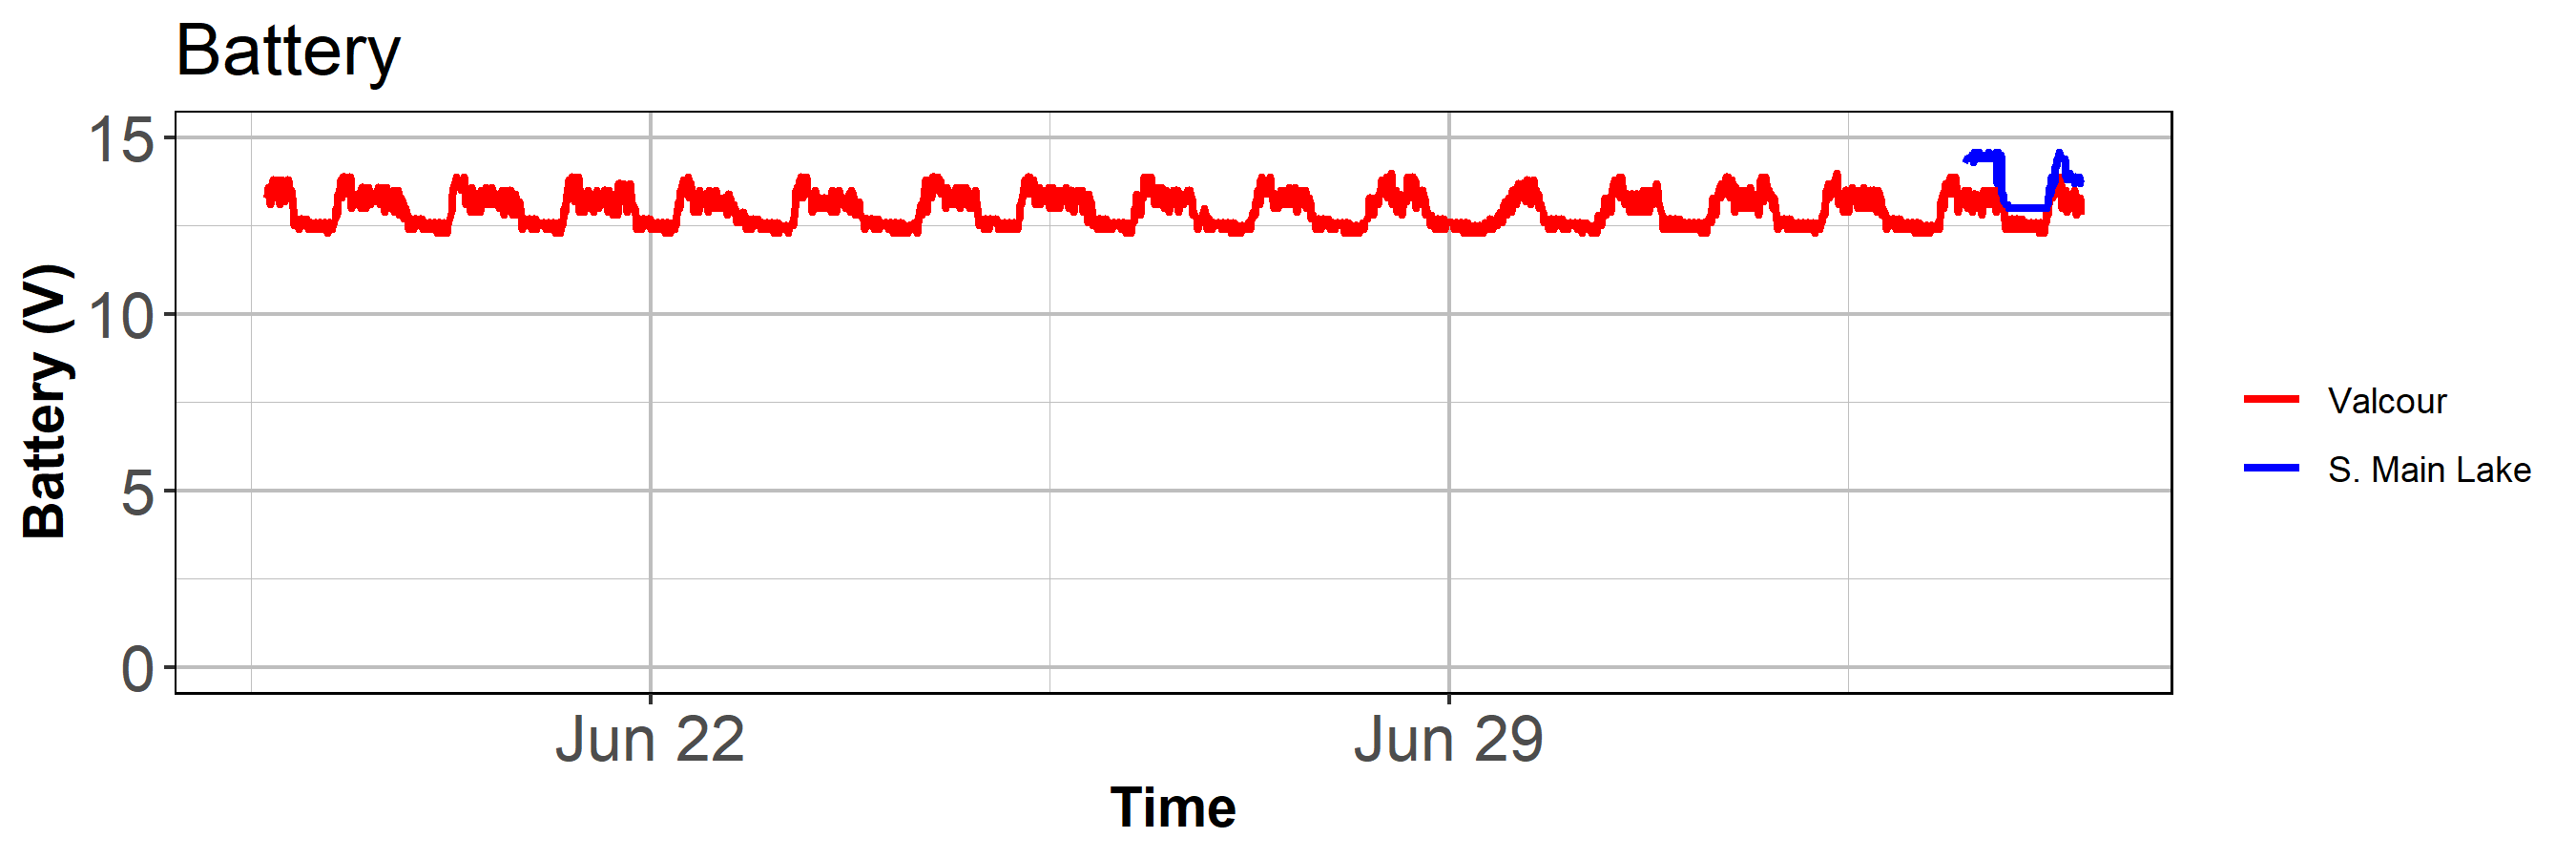 Battery
Battery (V)
15
10
5
0
Jun 22
Jun 29
Time
Valcour
S. Main Lake